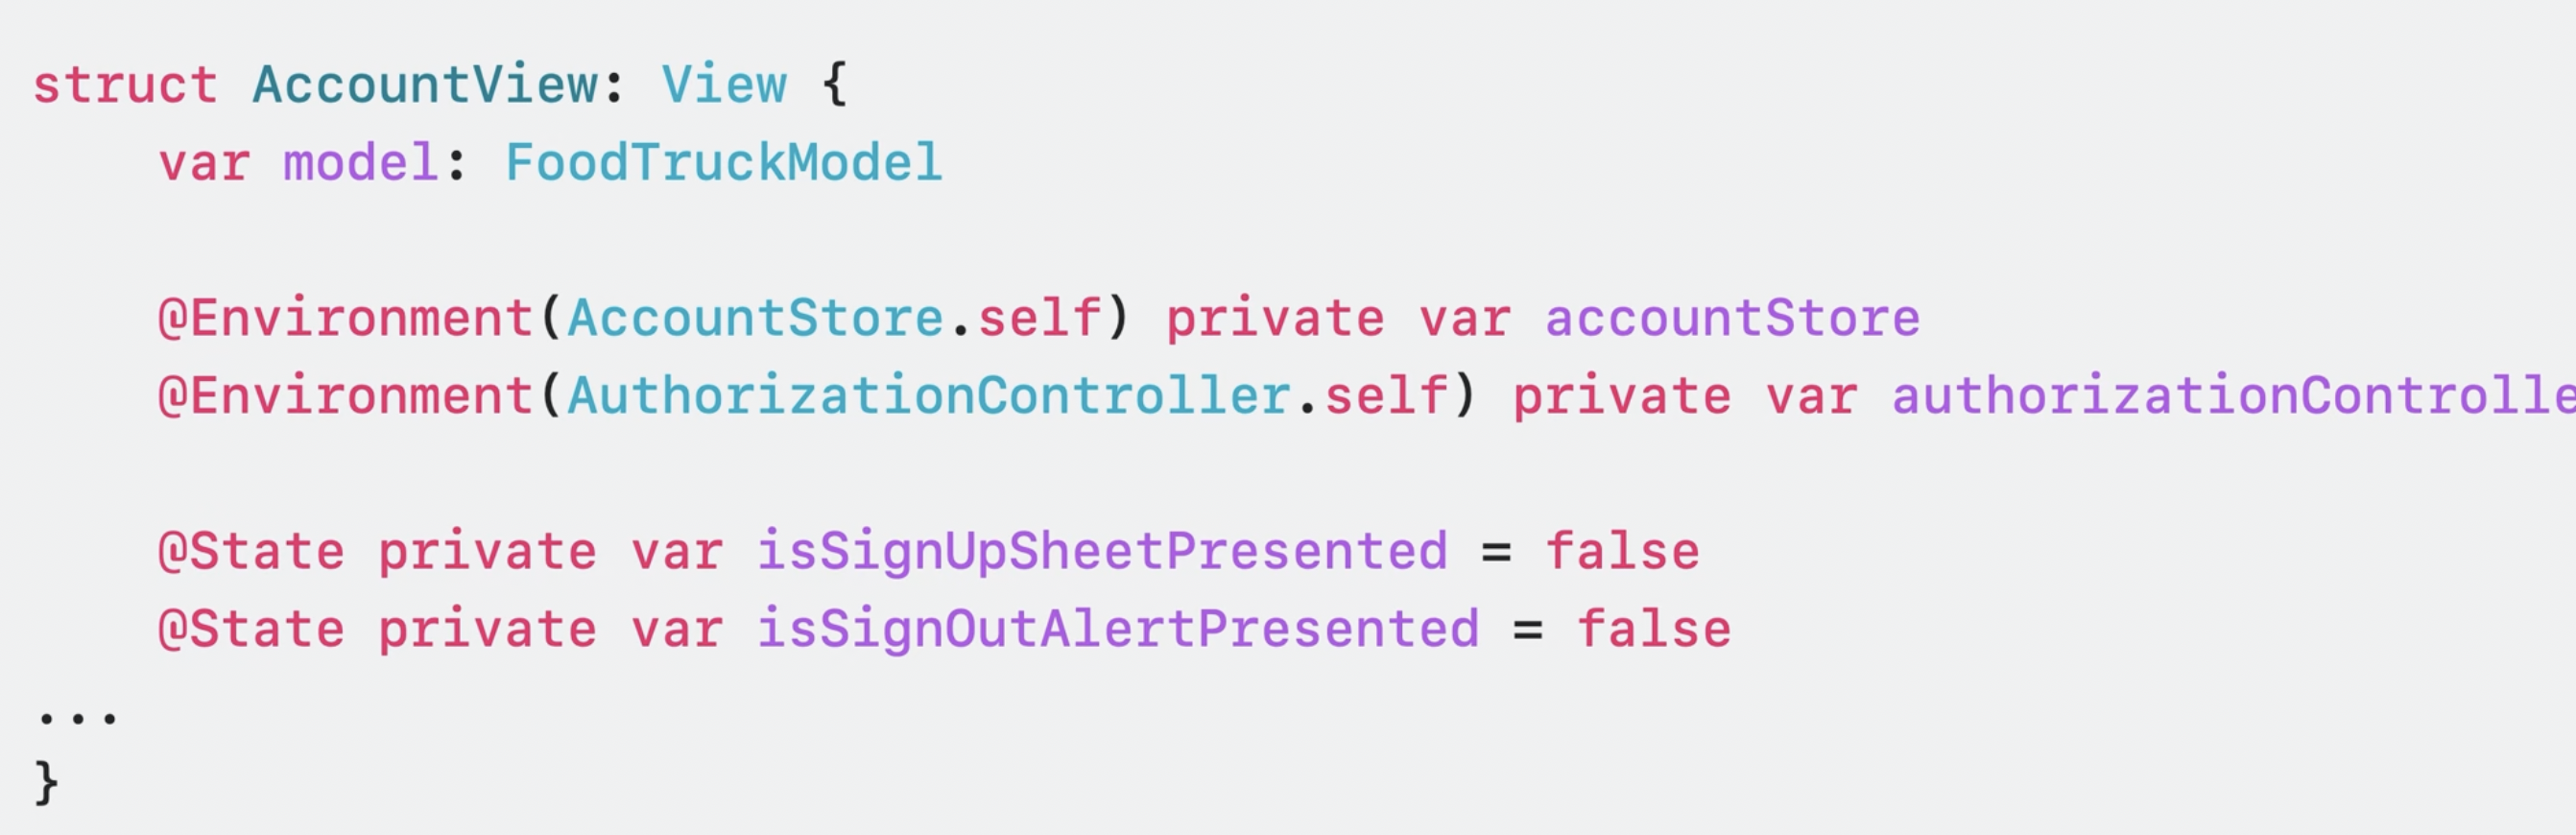 struct AccountView: View {
    var model: FoodTruckModel
    @Environment(AccountStore.self) private var accountStore
    @Environment(AuthorizationController.self) private var authorizationControlle
    @State private var isSignUpSheetPresented = false
    @State private var isSignOutAlertPresented = false
...
}